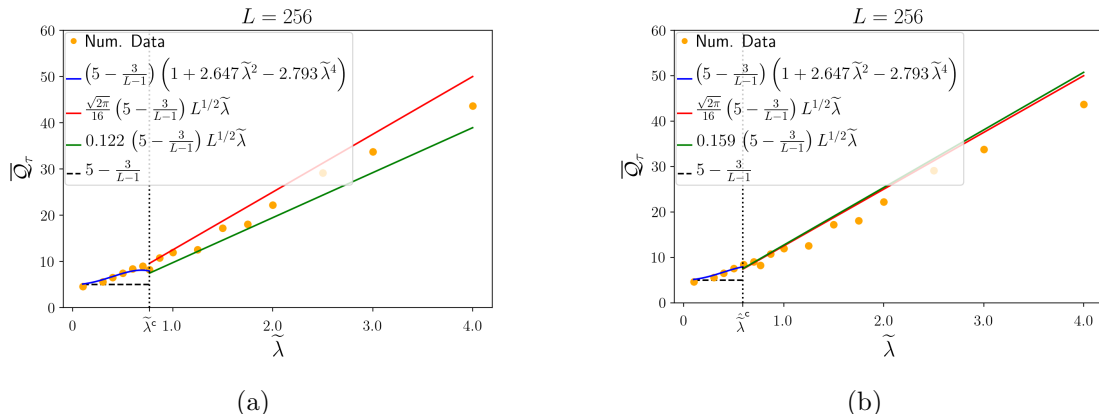 L = 256
60
50
40
30
20
10
0
Num. Data
(5 − 3/(L−1)) (1 + 2.647 λ̃² − 2.793 λ̃⁴)
√(2π)/16 (5 − 3/(L−1)) L^{1/2} λ̃
0.122 (5 − 3/(L−1)) L^{1/2} λ̃
5 − 3/(L−1)
Q̅_τ
0 λ̃ᶜ 1.0 2.0 3.0 4.0
λ̃
(a)
L = 256
60
50
40
30
20
10
0
Num. Data
(5 − 3/(L−1)) (1 + 2.647 λ̃² − 2.793 λ̃⁴)
√(2π)/16 (5 − 3/(L−1)) L^{1/2} λ̃
0.159 (5 − 3/(L−1)) L^{1/2} λ̃
5 − 3/(L−1)
Q̅_τ
0 λ̃ᶜ 1.0 2.0 3.0 4.0
λ̃
(b)